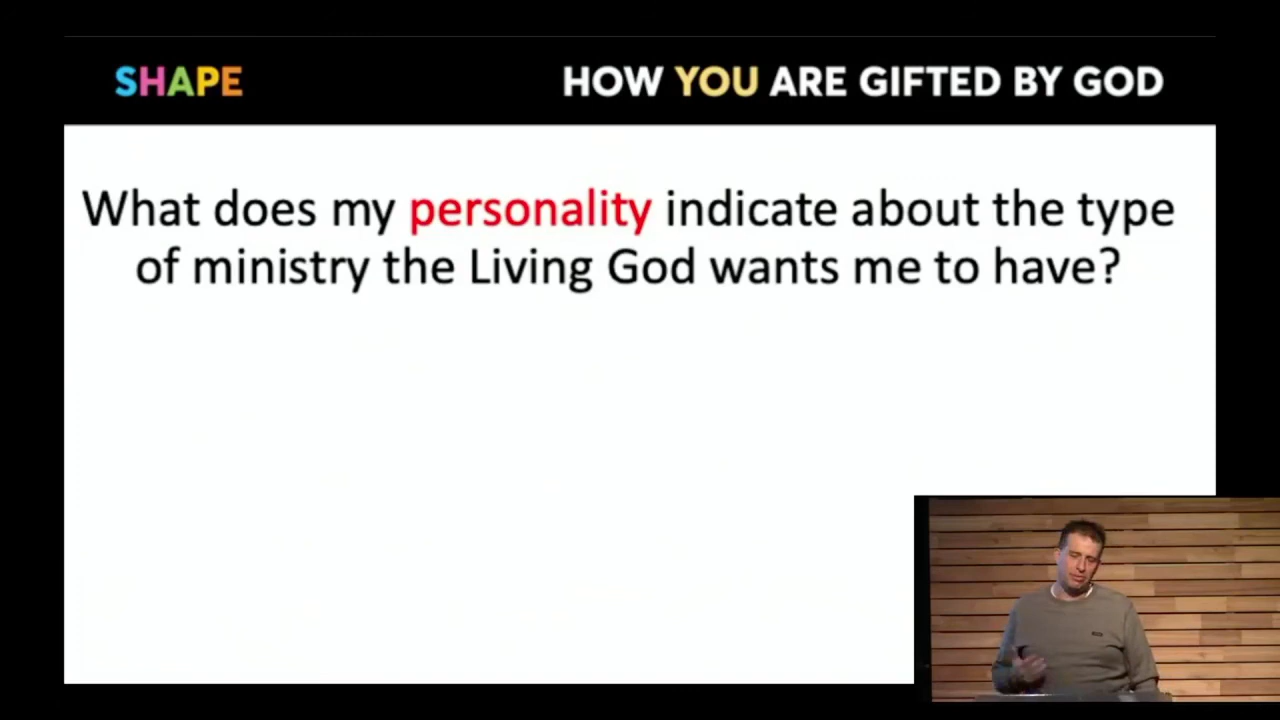 SHAPE
HOW YOU ARE GIFTED BY GOD
What does my personality indicate about the type
of ministry the Living God wants me to have?